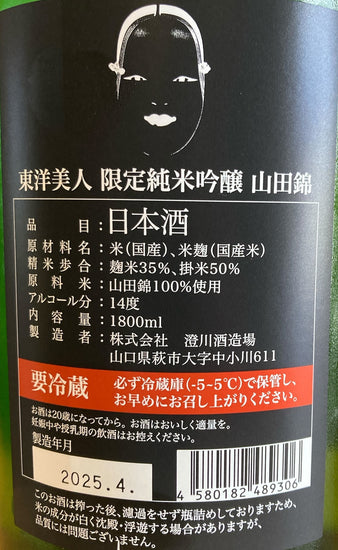 東洋美人 限定純米吟醸 山田錦
品目:日本酒
原材料名:米(国産)、米麹(国産米)
精米歩合:麹米35%、掛米50%
原料米:山田錦100%使用
アルコール分:14度
内容量:1800ml
製造者:株式会社 澄川酒造場
山口県萩市大字中小川611
要冷蔵 必ず冷蔵庫(-5~5℃)で保管し、
お早めにお召し上がりください。
お酒は20歳になってから。お酒はおいしく適量を。
妊娠中や授乳期の飲酒はお控えください。
製造年月
2025.4.
4 580182 489306
このお酒は搾った後、濾過をせず瓶詰めしておりますため、
米の成分が白く沈殿・浮遊する場合がありますが、
品質には問題ございません。